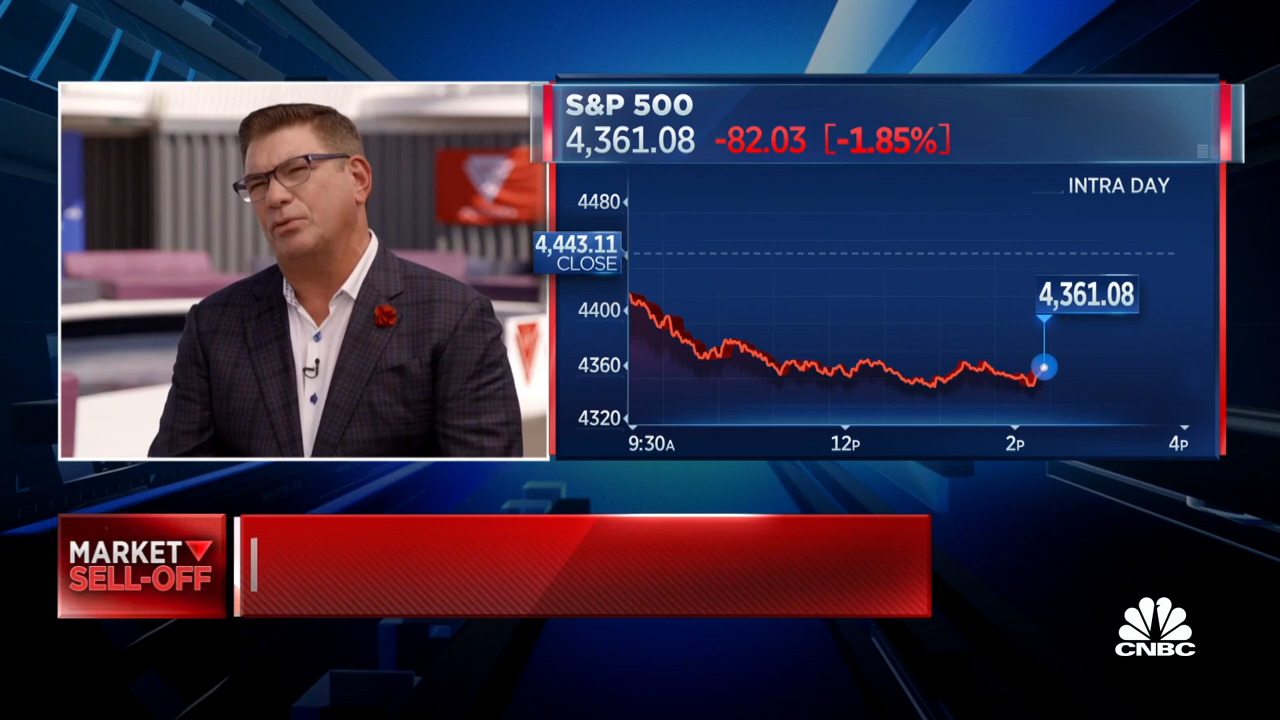 S&P 500
4,361.08 -82.03 [-1.85%]
INTRA DAY
4480
4,443.11
CLOSE
4,361.08
4400
4360
4320
9:30A 12P 2P 4P
MARKET
SELL-OFF
CNBC